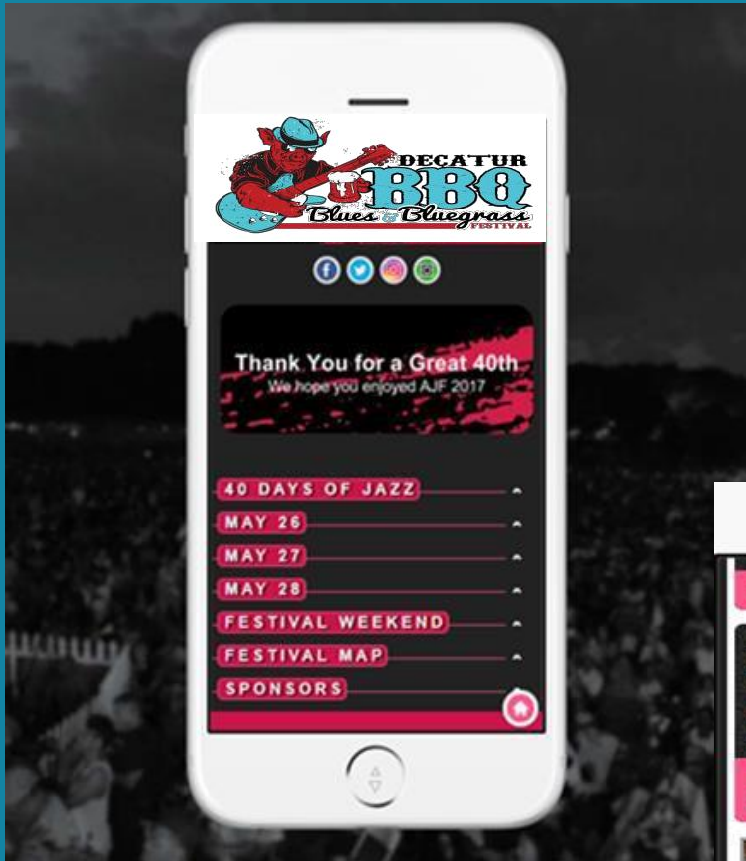 DECATUR
BBQ
Blues & Bluegrass
FESTIVAL
Thank You for a Great 40th
We hope you enjoyed AJF 2017
40 DAYS OF JAZZ
MAY 26
MAY 27
MAY 28
FESTIVAL WEEKEND
FESTIVAL MAP
SPONSORS